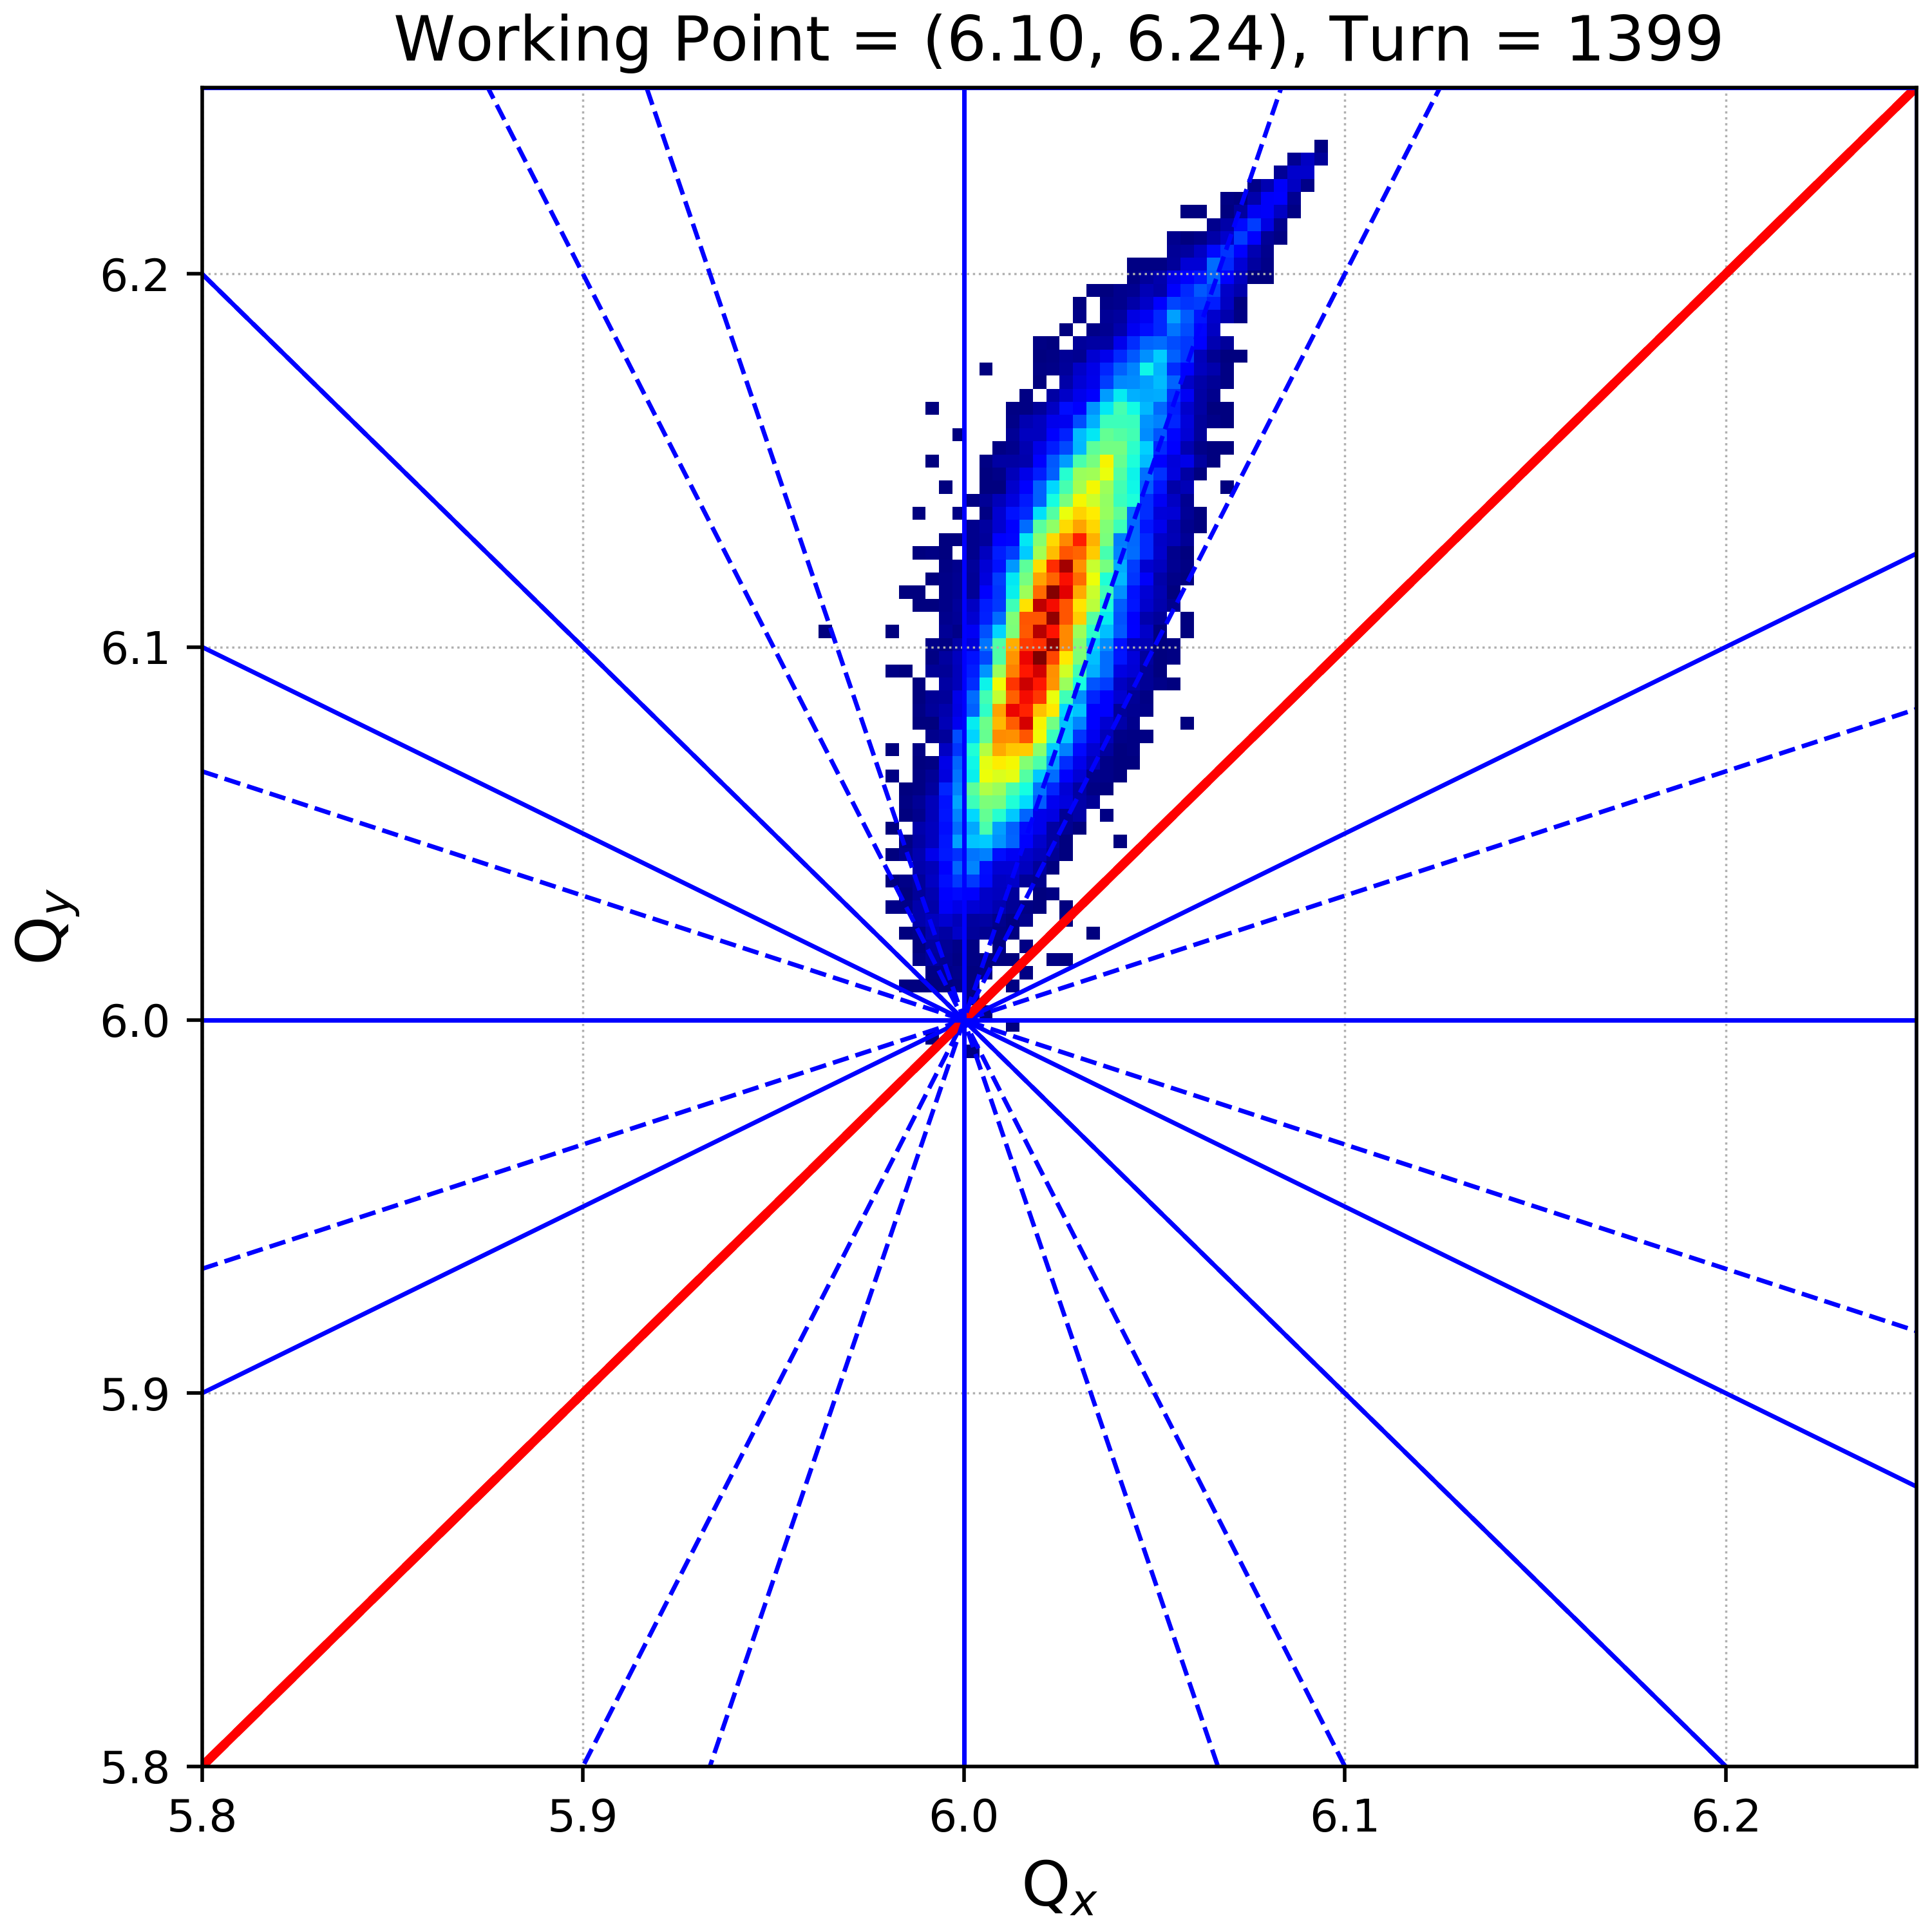 Working Point = (6.10, 6.24), Turn = 1399
6.2
6.1
6.0
5.9
5.8
Qy
5.8 5.9 6.0 6.1 6.2
Qx